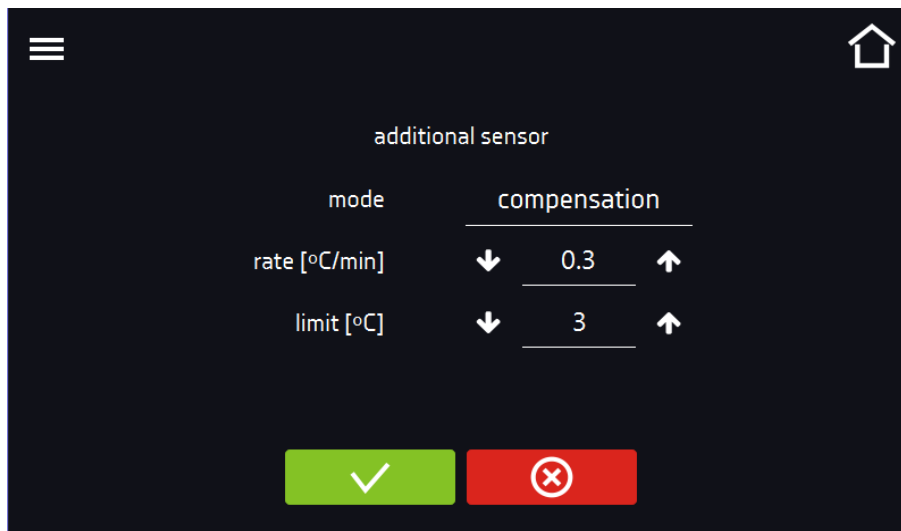 additional sensor
mode compensation
rate [ºC/min] 0.3
limit [ºC] 3